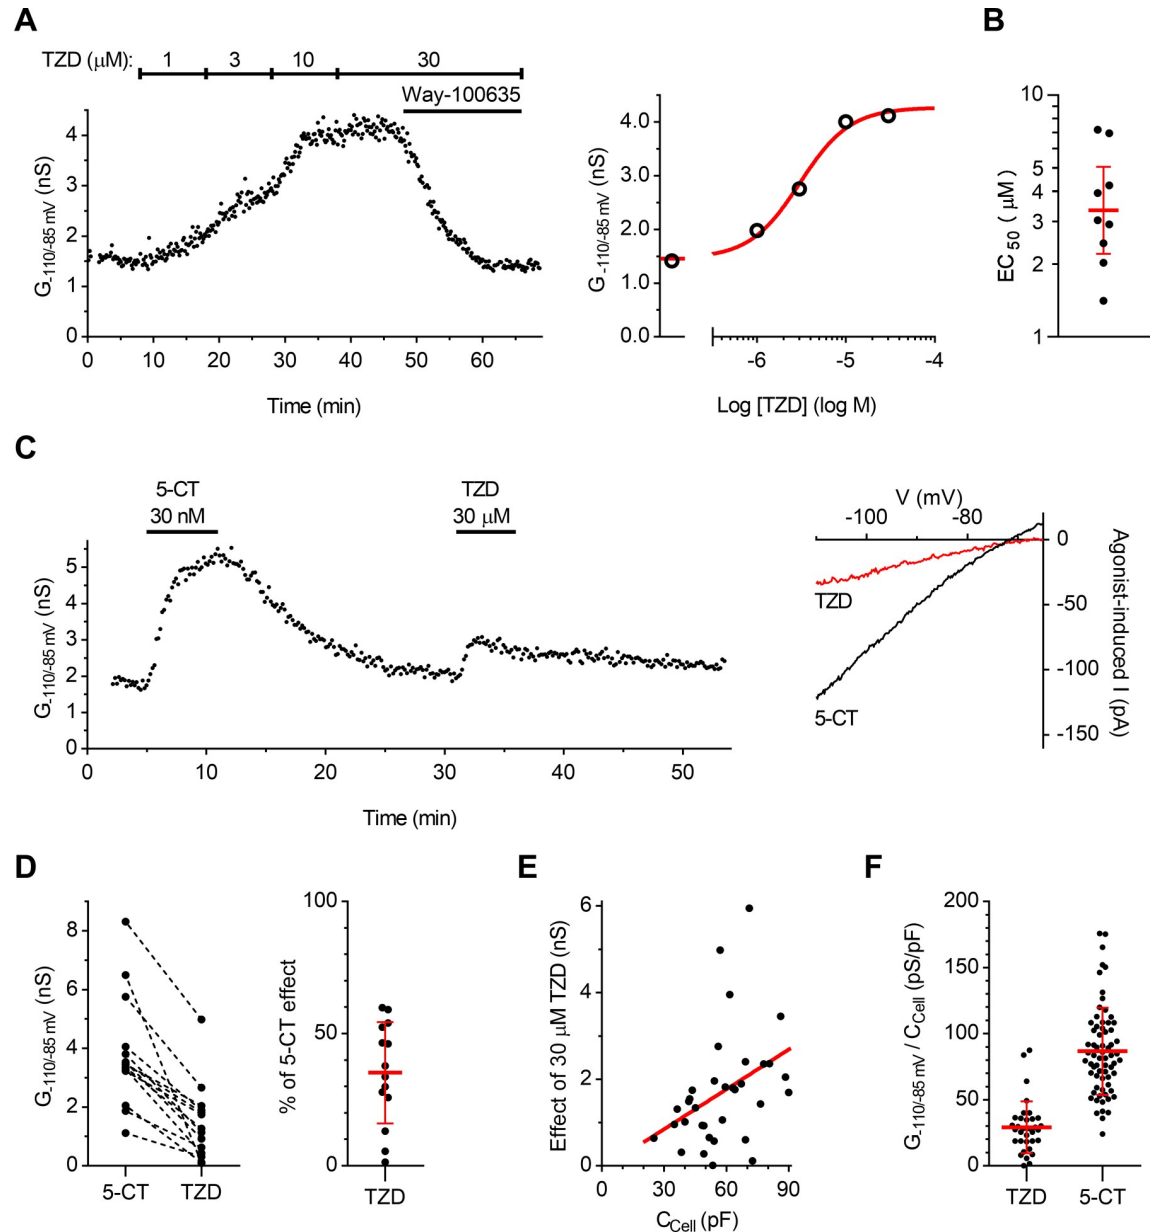 A
TZD (μM): 1 3 10 30
Way-100635
G-110/-85 mV (nS)
4
3
2
1
0
0 10 20 30 40 50 60
Time (min)
G-110/-85 mV (nS)
4.0
3.0
2.0
1.0
0.0
-6 -5 -4
Log [TZD] (log M)
B
EC50 ( μM)
10
5
4
3
2
1
C
5-CT
30 nM
TZD
30 μM
G-110/-85 mV (nS)
5
4
3
2
1
0
0 10 20 30 40 50
Time (min)
V (mV)
-100 -80
0
-50
-100
-150
Agonist-induced I (pA)
TZD
5-CT
D
G-110/-85 mV (nS)
8
6
4
2
0
5-CT TZD
% of 5-CT effect
100
50
0
TZD
E
Effect of 30 μM TZD (nS)
6
4
2
0
0 30 60 90
CCell (pF)
F
G-110/-85 mV / CCell (pS/pF)
200
150
100
50
0
TZD 5-CT